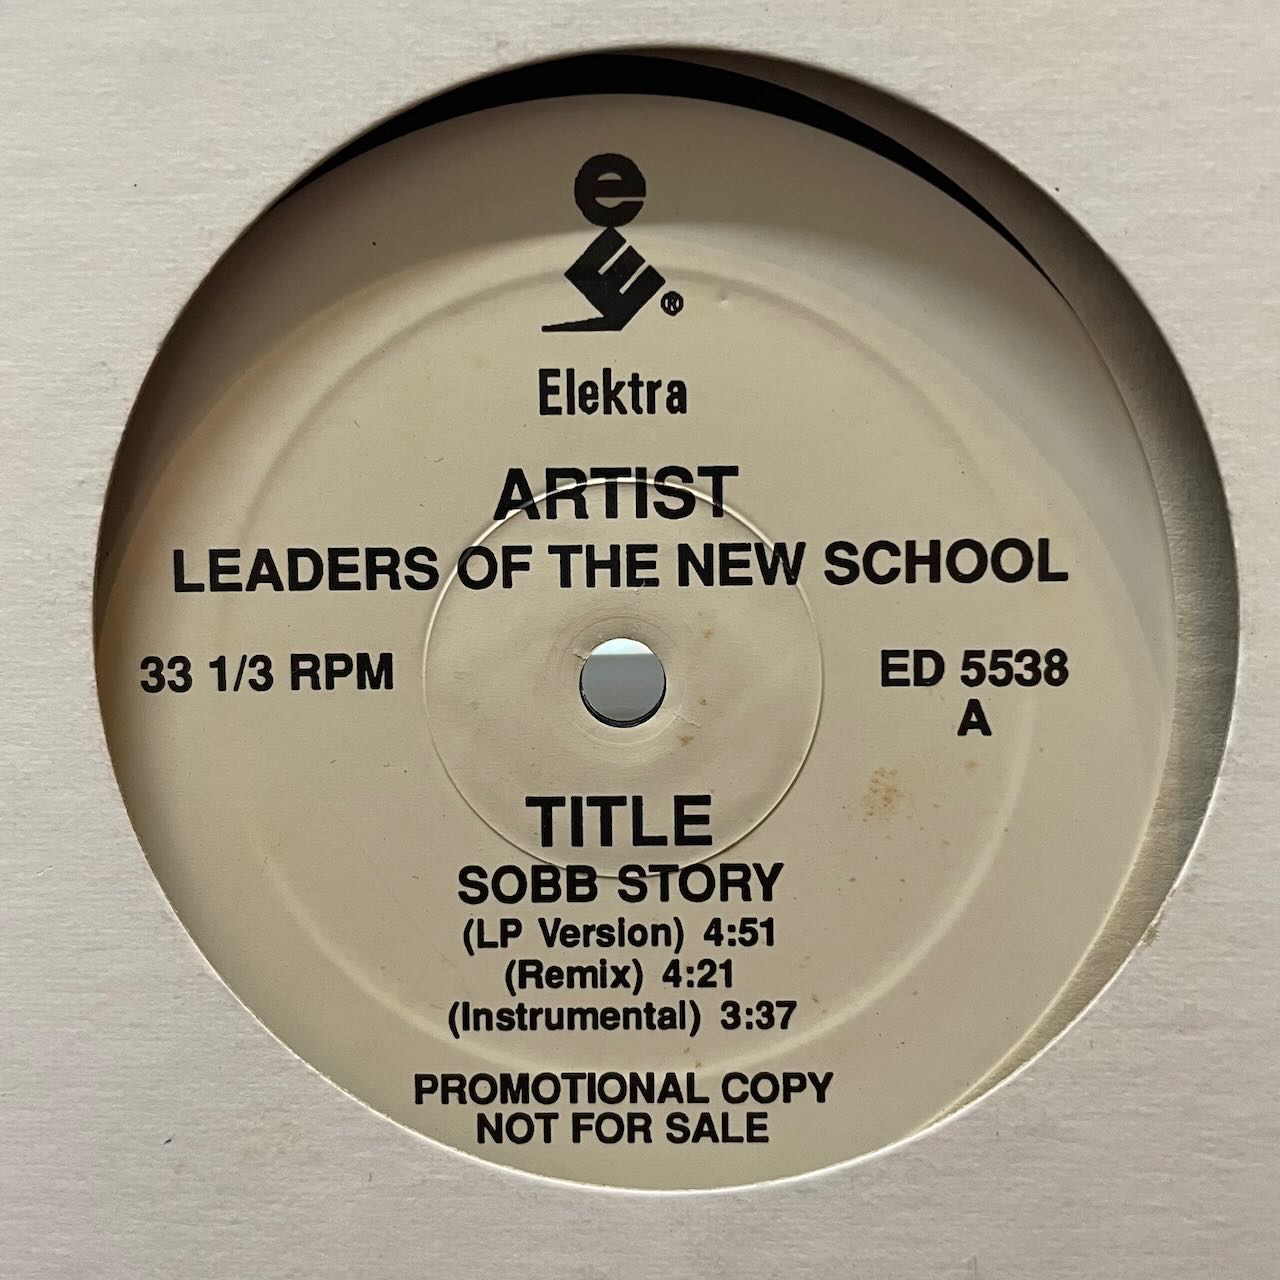 e
®
Elektra
ARTIST
LEADERS OF THE NEW SCHOOL
33 1/3 RPM
ED 5538
A
TITLE
SOBB STORY
(LP Version) 4:51
(Remix) 4:21
(Instrumental) 3:37
PROMOTIONAL COPY
NOT FOR SALE